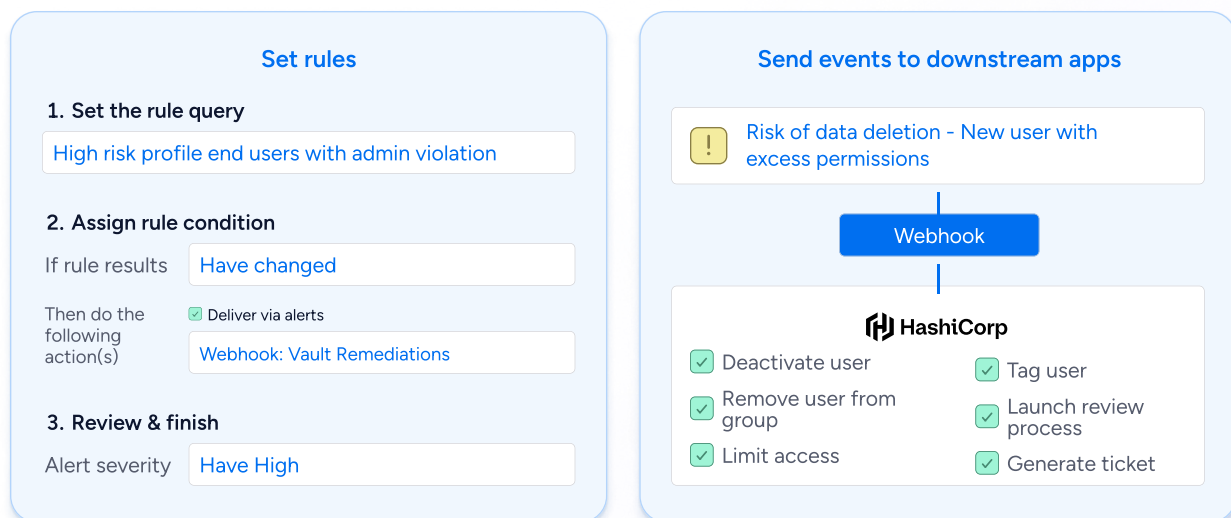 Set rules
1. Set the rule query
High risk profile end users with admin violation
2. Assign rule condition
If rule results
Have changed
Then do the
following
action(s)
Deliver via alerts
Webhook: Vault Remediations
3. Review & finish
Alert severity
Have High
Send events to downstream apps
!
Risk of data deletion - New user with
excess permissions
Webhook
HashiCorp
Deactivate user
Remove user from
group
Limit access
Tag user
Launch review
process
Generate ticket